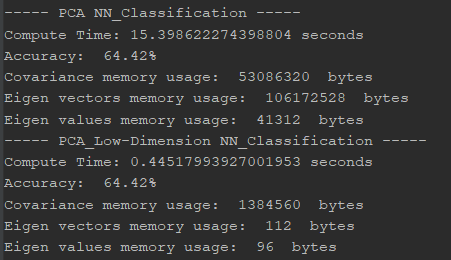 ----- PCA NN_Classification -----
Compute Time: 15.398622274398804 seconds
Accuracy:  64.42%
Covariance memory usage:  53086320  bytes
Eigen vectors memory usage:  106172528  bytes
Eigen values memory usage:  41312  bytes
----- PCA_Low-Dimension NN_Classification -----
Compute Time: 0.44517993927001953 seconds
Accuracy:  64.42%
Covariance memory usage:  1384560  bytes
Eigen vectors memory usage:  112  bytes
Eigen values memory usage:  96  bytes